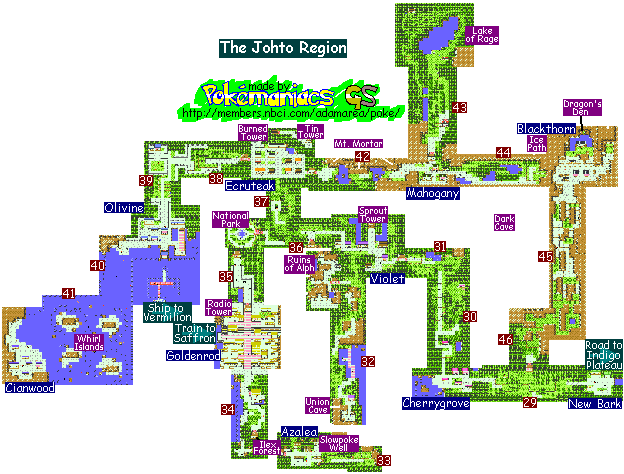 The Johto Region
made by:
Pokemaniacs GS
http://members.nbci.com/adamarea/poke/
Lake
of Rage
43
Dragon's
Den
Blackthorn
Ice
Path
44
Burned
Tower
Tin
Tower
Mt. Mortar
42
Mahogany
39
38
Ecruteak
37
Olivine
National
Park
Sprout
Tower
Dark
Cave
36
Ruins
of Alph
Violet
31
45
40
41
35
Ship to
Vermilion
Radio
Tower
Train to
Saffron
Goldenrod
Whirl
Islands
Cianwood
30
46
32
Road to
Indigo
Plateau
34
Union
Cave
Cherrygrove
29
New Bark
Azalea
Ilex
Forest
Slowpoke
Well
33